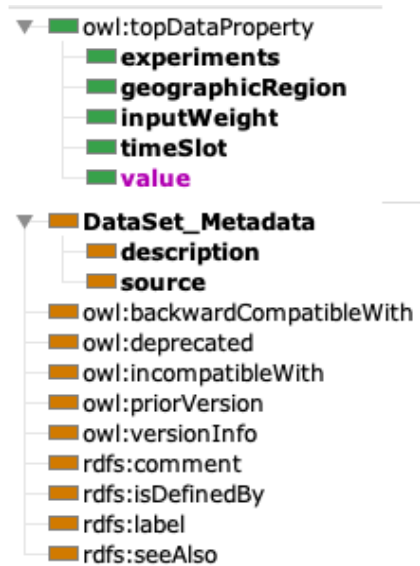 owl:topDataProperty
experiments
geographicRegion
inputWeight
timeSlot
value
DataSet_Metadata
description
source
owl:backwardCompatibleWith
owl:deprecated
owl:incompatibleWith
owl:priorVersion
owl:versionInfo
rdfs:comment
rdfs:isDefinedBy
rdfs:label
rdfs:seeAlso